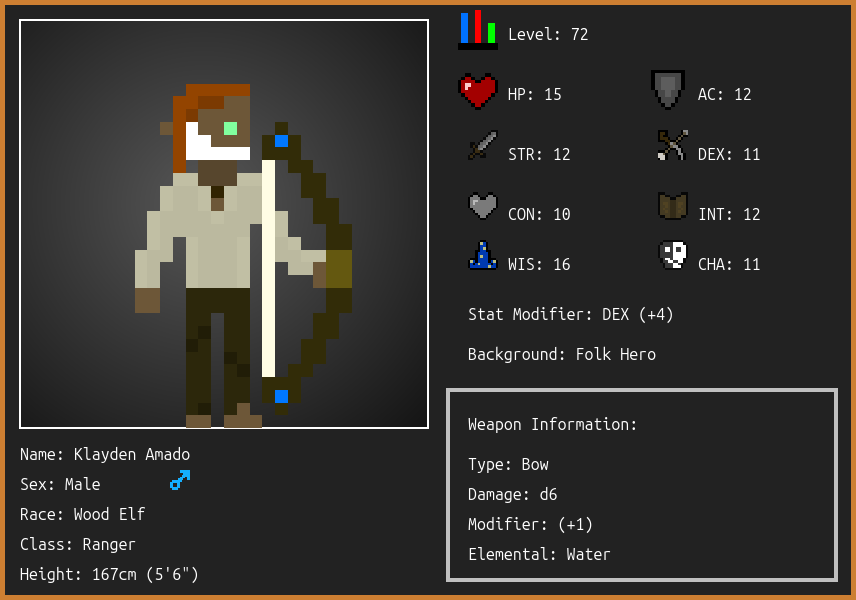 Level: 72
HP: 15
AC: 12
STR: 12
DEX: 11
CON: 10
INT: 12
WIS: 16
CHA: 11
Stat Modifier: DEX (+4)
Background: Folk Hero
Weapon Information:
Type: Bow
Damage: d6
Modifier: (+1)
Elemental: Water
Name: Klayden Amado
Sex: Male
Race: Wood Elf
Class: Ranger
Height: 167cm (5'6")